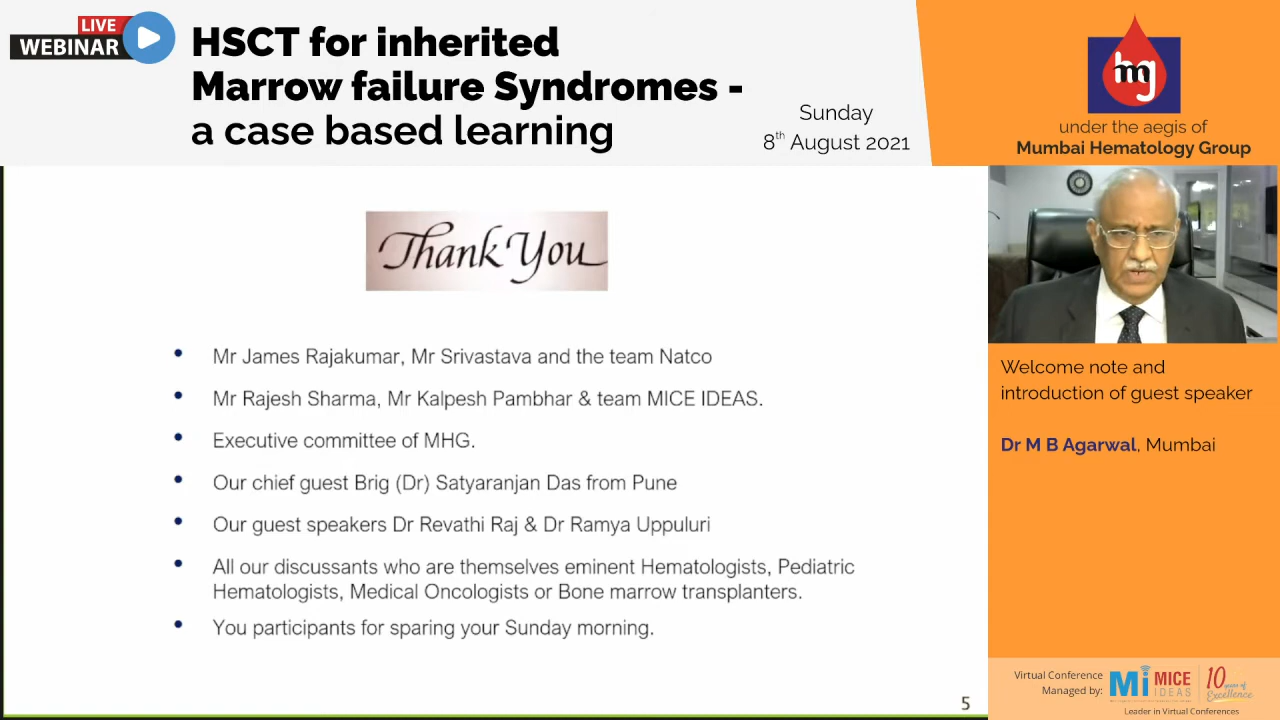 LIVE
WEBINAR
HSCT for inherited
Marrow failure Syndromes -
a case based learning
Sunday
8th August 2021
hmg
under the aegis of
Mumbai Hematology Group
Thank You
• Mr James Rajakumar, Mr Srivastava and the team Natco
• Mr Rajesh Sharma, Mr Kalpesh Pambhar & team MICE IDEAS.
• Executive committee of MHG.
• Our chief guest Brig (Dr) Satyaranjan Das from Pune
• Our guest speakers Dr Revathi Raj & Dr Ramya Uppuluri
• All our discussants who are themselves eminent Hematologists, Pediatric
Hematologists, Medical Oncologists or Bone marrow transplanters.
• You participants for sparing your Sunday morning.
5
Welcome note and
introduction of guest speaker
Dr M B Agarwal, Mumbai
Virtual Conference
Managed by:
Mi MICE
IDEAS
10 years of
Excellence
Leader in Virtual Conferences